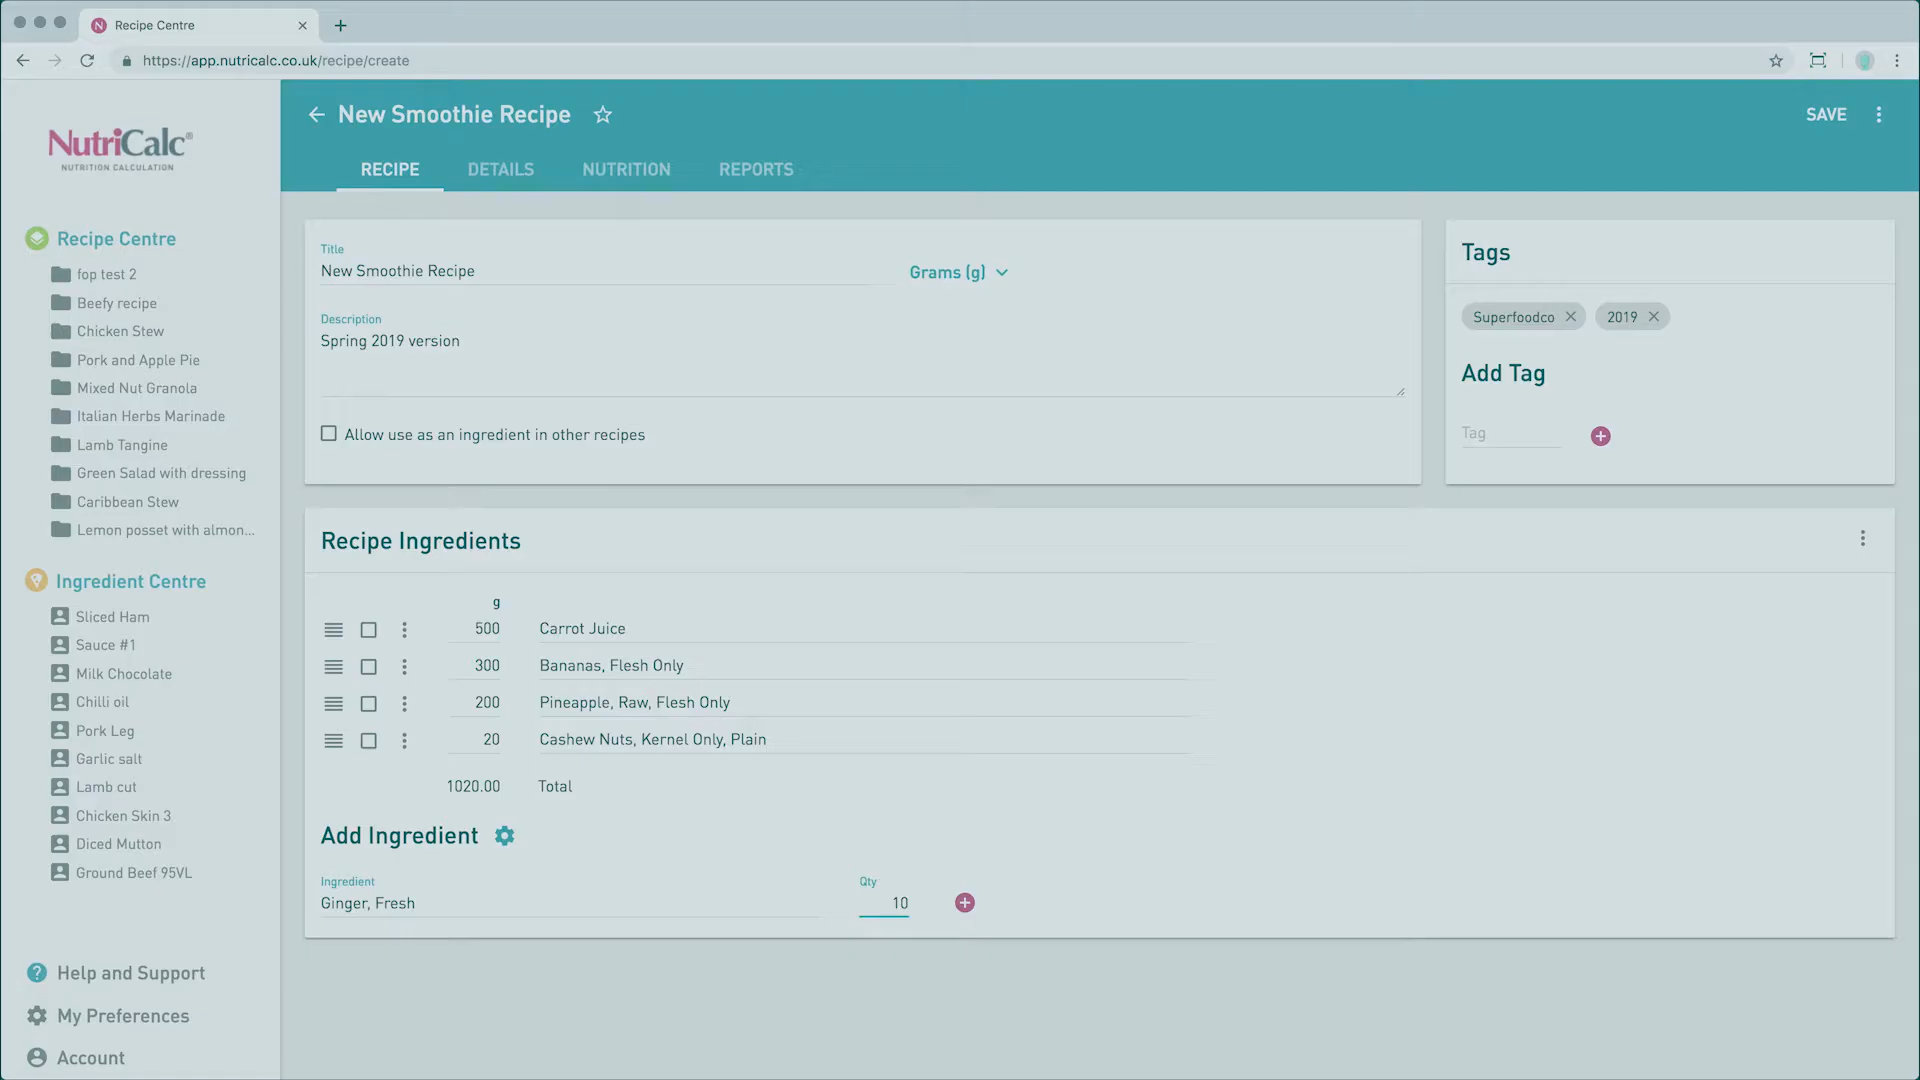 Recipe Centre
https://app.nutricalc.co.uk/recipe/create
NutriCalc®
NUTRITION CALCULATION
Recipe Centre
fop test 2
Beefy recipe
Chicken Stew
Pork and Apple Pie
Mixed Nut Granola
Italian Herbs Marinade
Lamb Tangine
Green Salad with dressing
Caribbean Stew
Lemon posset with almon...
Ingredient Centre
Sliced Ham
Sauce #1
Milk Chocolate
Chilli oil
Pork Leg
Garlic salt
Lamb cut
Chicken Skin 3
Diced Mutton
Ground Beef 95VL
Help and Support
My Preferences
Account
New Smoothie Recipe
SAVE
RECIPE DETAILS NUTRITION REPORTS
Title
New Smoothie Recipe
Grams (g)
Description
Spring 2019 version
Allow use as an ingredient in other recipes
Tags
Superfoodco 2019
Add Tag
Tag
Recipe Ingredients
g
500 Carrot Juice
300 Bananas, Flesh Only
200 Pineapple, Raw, Flesh Only
20 Cashew Nuts, Kernel Only, Plain
1020.00 Total
Add Ingredient
Ingredient Qty
Ginger, Fresh 10